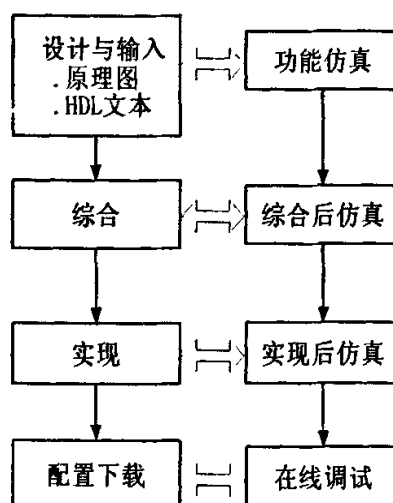 设计与输入
.原理图
.HDL文本
功能仿真
综合
综合后仿真
实现
实现后仿真
配置下载
在线调试